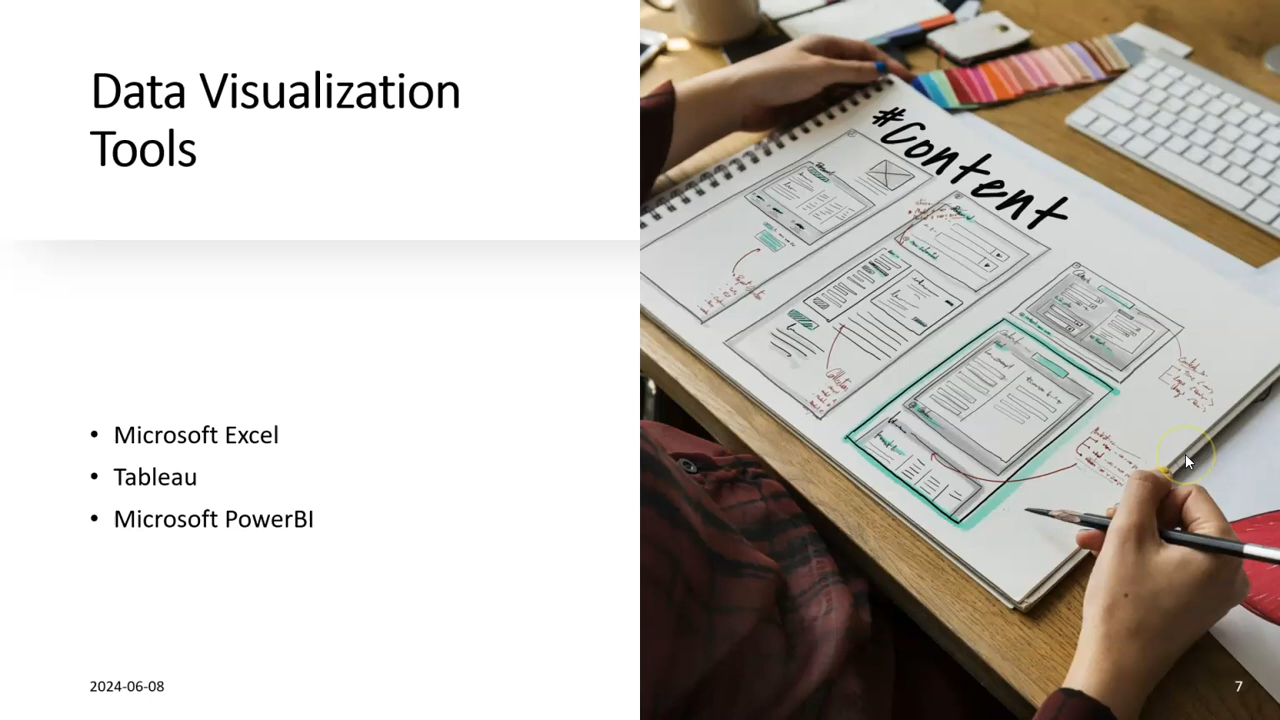 Data Visualization
Tools
#Content
• Microsoft Excel
• Tableau
• Microsoft PowerBI
2024-06-08
7